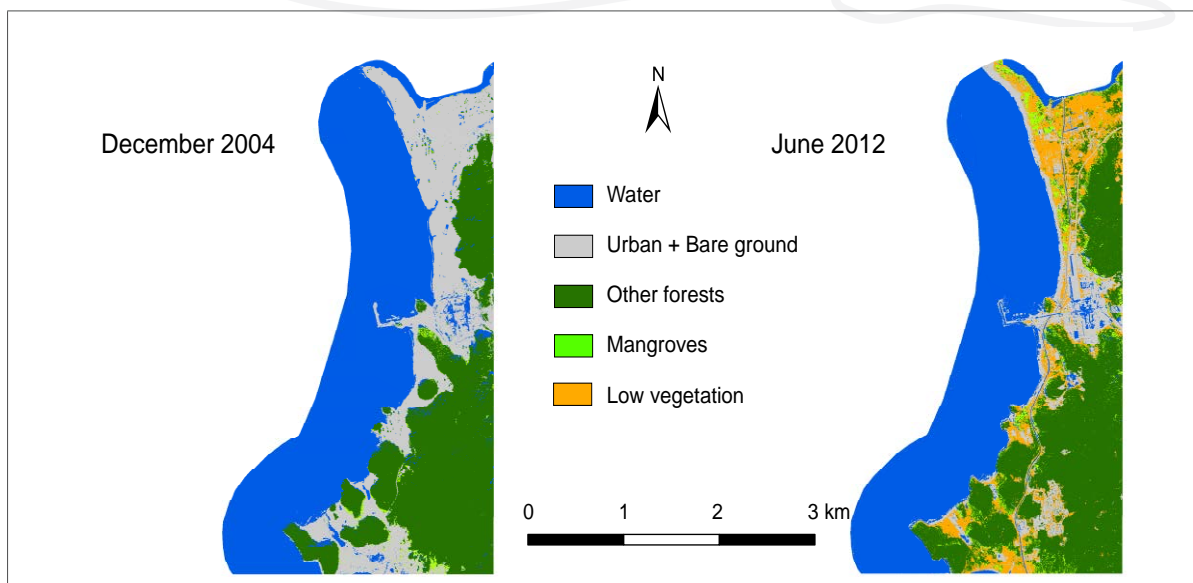 N
December 2004
June 2012
Water
Urban + Bare ground
Other forests
Mangroves
Low vegetation
0 1 2 3 km